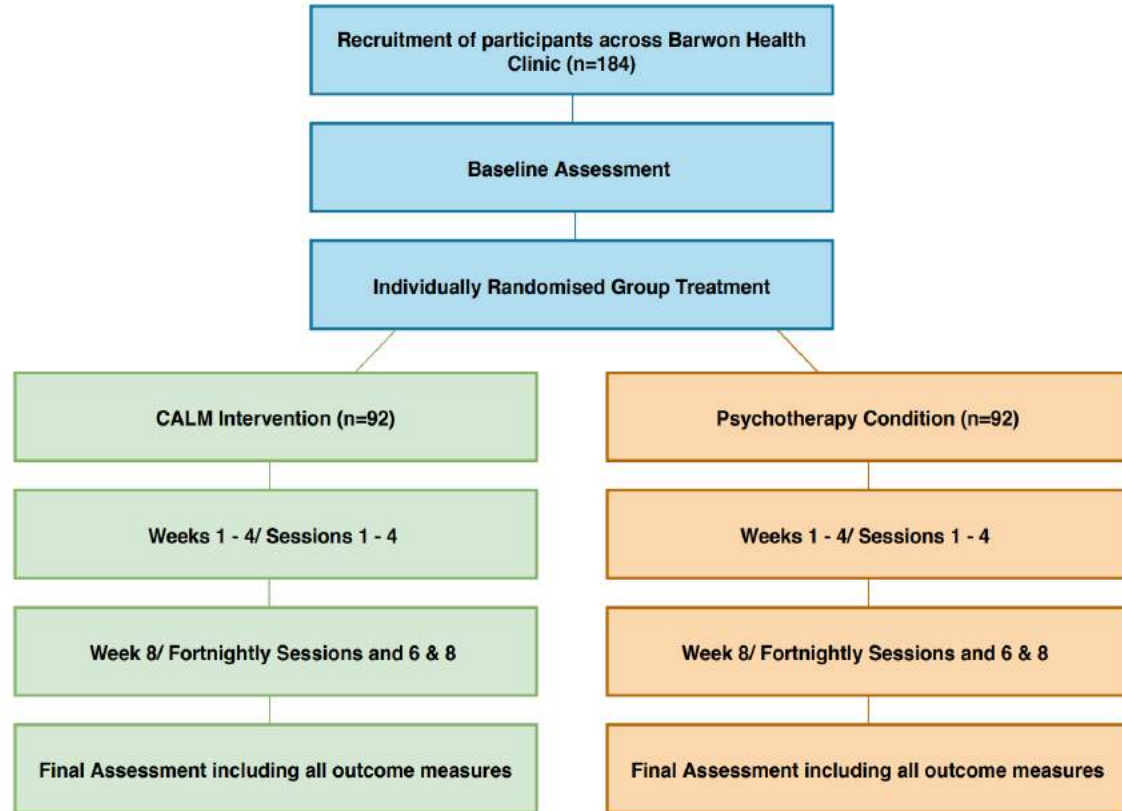 Recruitment of participants across Barwon Health
Clinic (n=184)
Baseline Assessment
Individually Randomised Group Treatment
CALM Intervention (n=92)
Psychotherapy Condition (n=92)
Weeks 1 - 4/ Sessions 1 - 4
Weeks 1 - 4/ Sessions 1 - 4
Week 8/ Fortnightly Sessions and 6 & 8
Week 8/ Fortnightly Sessions and 6 & 8
Final Assessment including all outcome measures
Final Assessment including all outcome measures